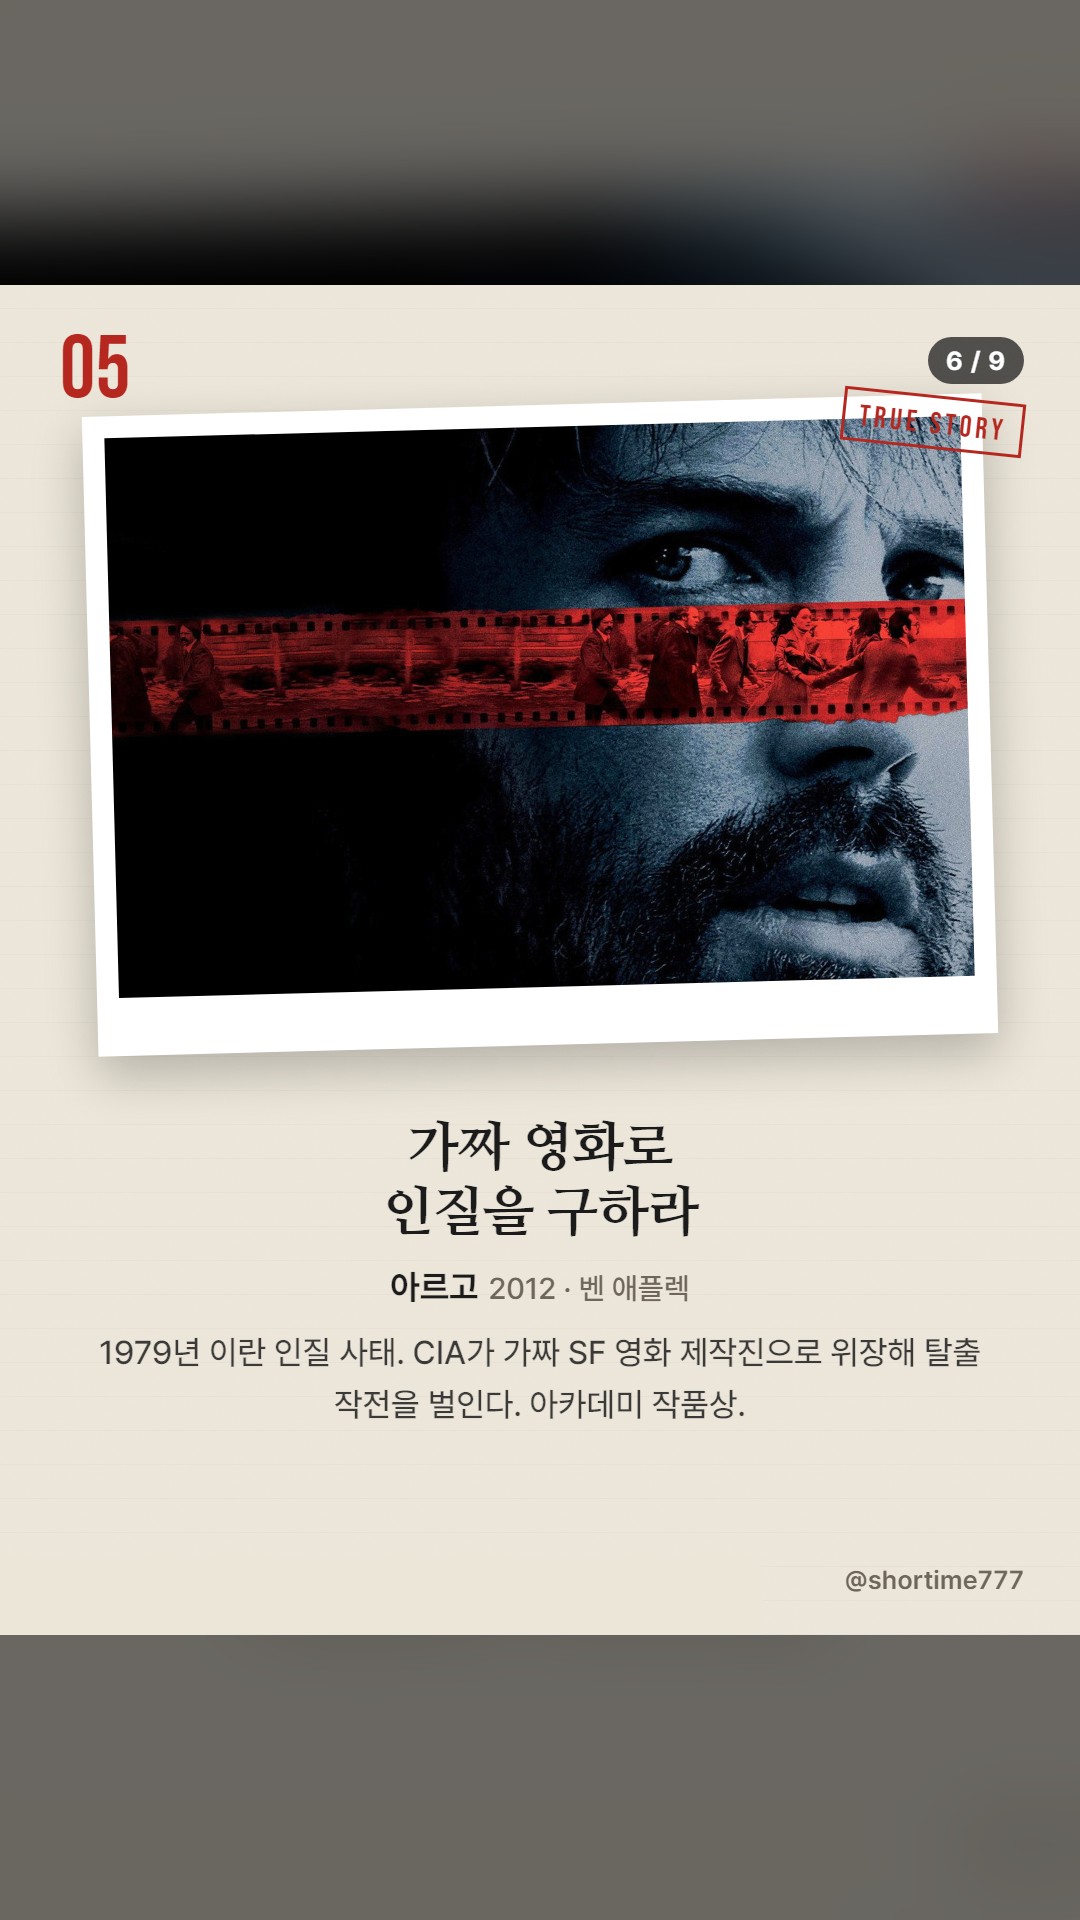 05
6 / 9
TRUE STORY
가짜 영화로
인질을 구하라
아르고 2012 · 벤 애플렉
1979년 이란 인질 사태. CIA가 가짜 SF 영화 제작진으로 위장해 탈출
작전을 벌인다. 아카데미 작품상.
@shortime777